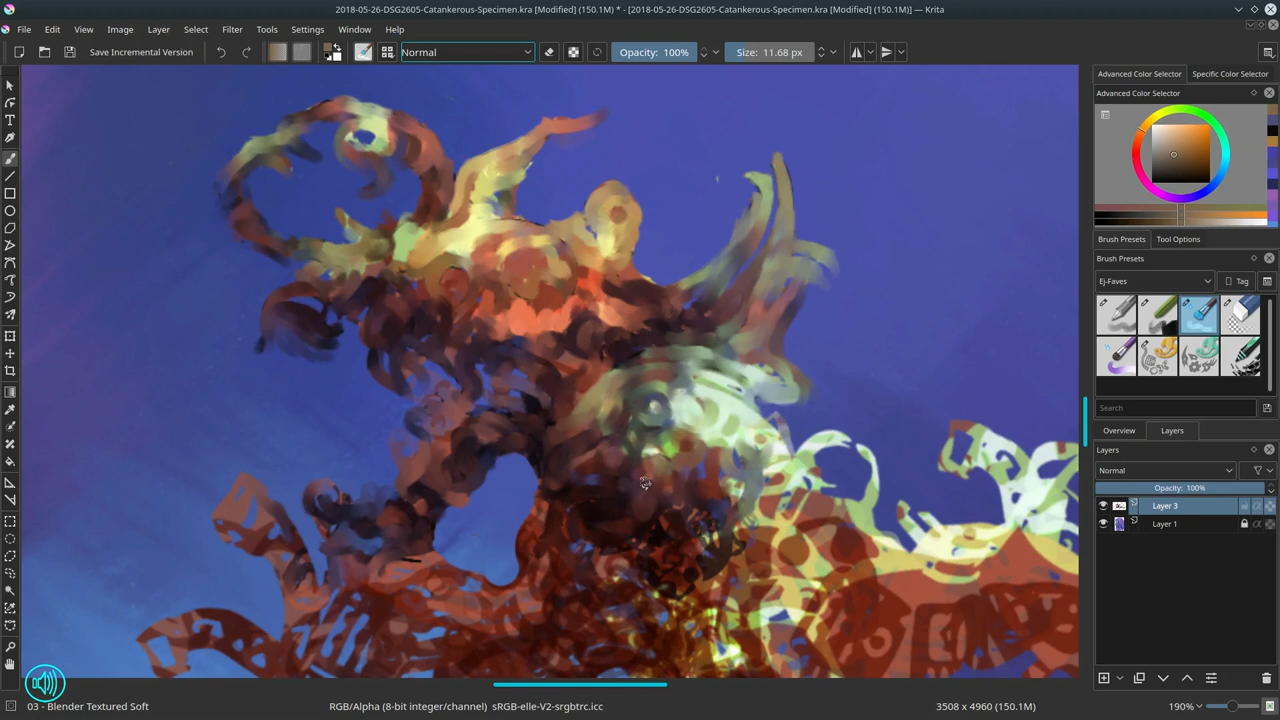 2018-05-26-DSG2605-Catankerous-Specimen.kra [Modified] (150.1M) * - [2018-05-26-DSG2605-Catankerous-Specimen.kra [Modified] (150.1M)] — Krita
File Edit View Image Layer Select Filter Tools Settings Window Help
Save Incremental Version Normal Opacity: 100% Size: 11.68 px
Advanced Color Selector Specific Color Selector
Advanced Color Selector
Brush Presets Tool Options
Brush Presets
Ej-Faves Tag
Search
Overview Layers
Layers
Normal
Opacity: 100%
Layer 3
Layer 1
03 - Blender Textured Soft RGB/Alpha (8-bit integer/channel) sRGB-elle-V2-srgbtrc.icc 3508 x 4960 (150.1M) 190%